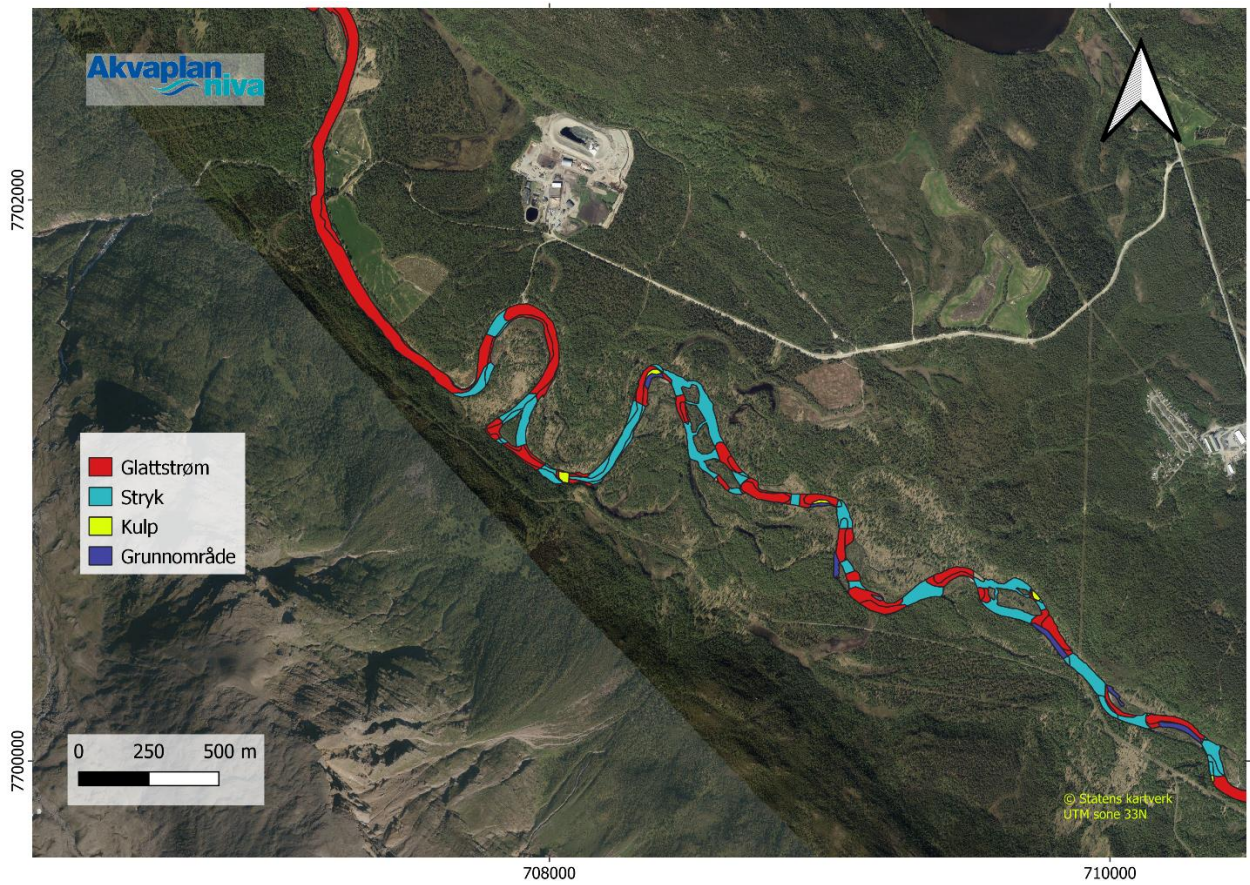 Akvaplan
niva
7702000
7700000
Glattstrøm
Stryk
Kulp
Grunnområde
0 250 500 m
© Statens kartverk
UTM sone 33N
708000 710000